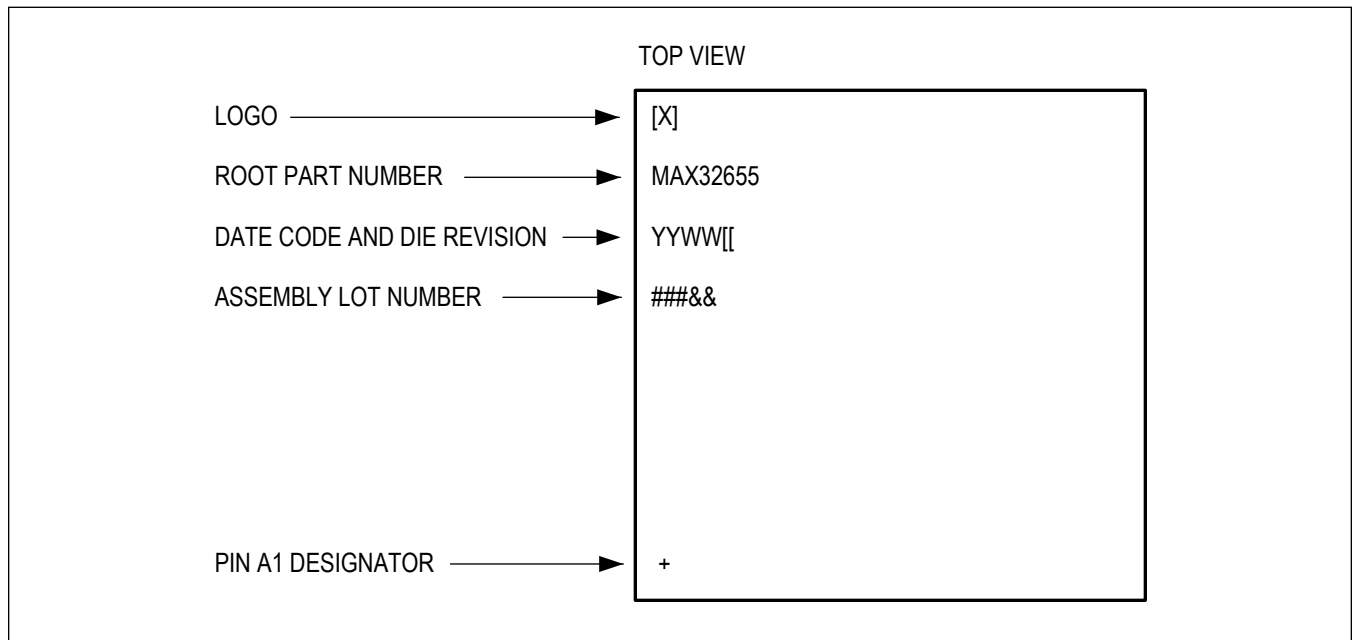 TOP VIEW
LOGO [X]
ROOT PART NUMBER MAX32655
DATE CODE AND DIE REVISION YYWW[[
ASSEMBLY LOT NUMBER ###&&
PIN A1 DESIGNATOR +